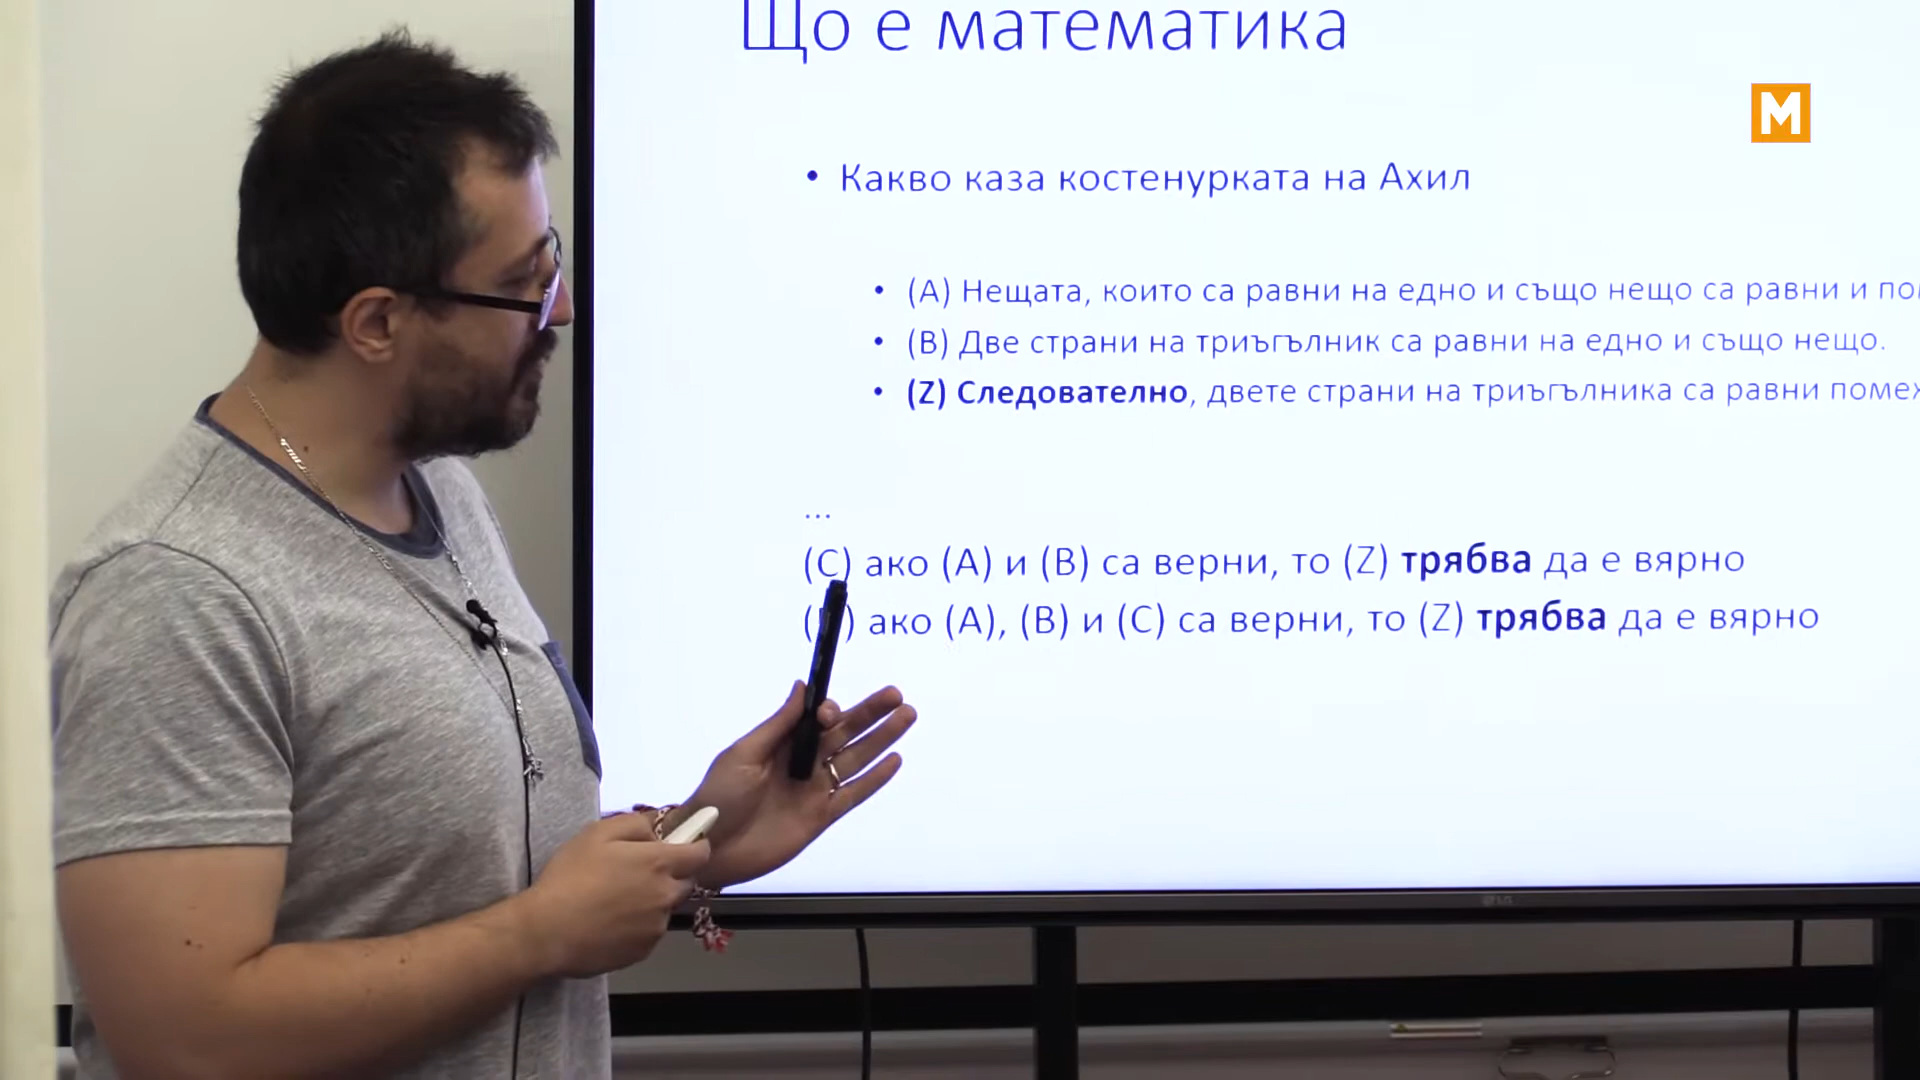 Що е математика
M
• Какво каза костенурката на Ахил
• (A) Нещата, които са равни на едно и също нещо са равни и
• (B) Две страни на триъгълник са равни на едно и също нещо.
• (Z) Следователно, двете страни на триъгълника са равни
...
(C) ако (A) и (B) са верни, то (Z) трябва да е вярно
ако (A), (B) и (C) са верни, то (Z) трябва да е вярно